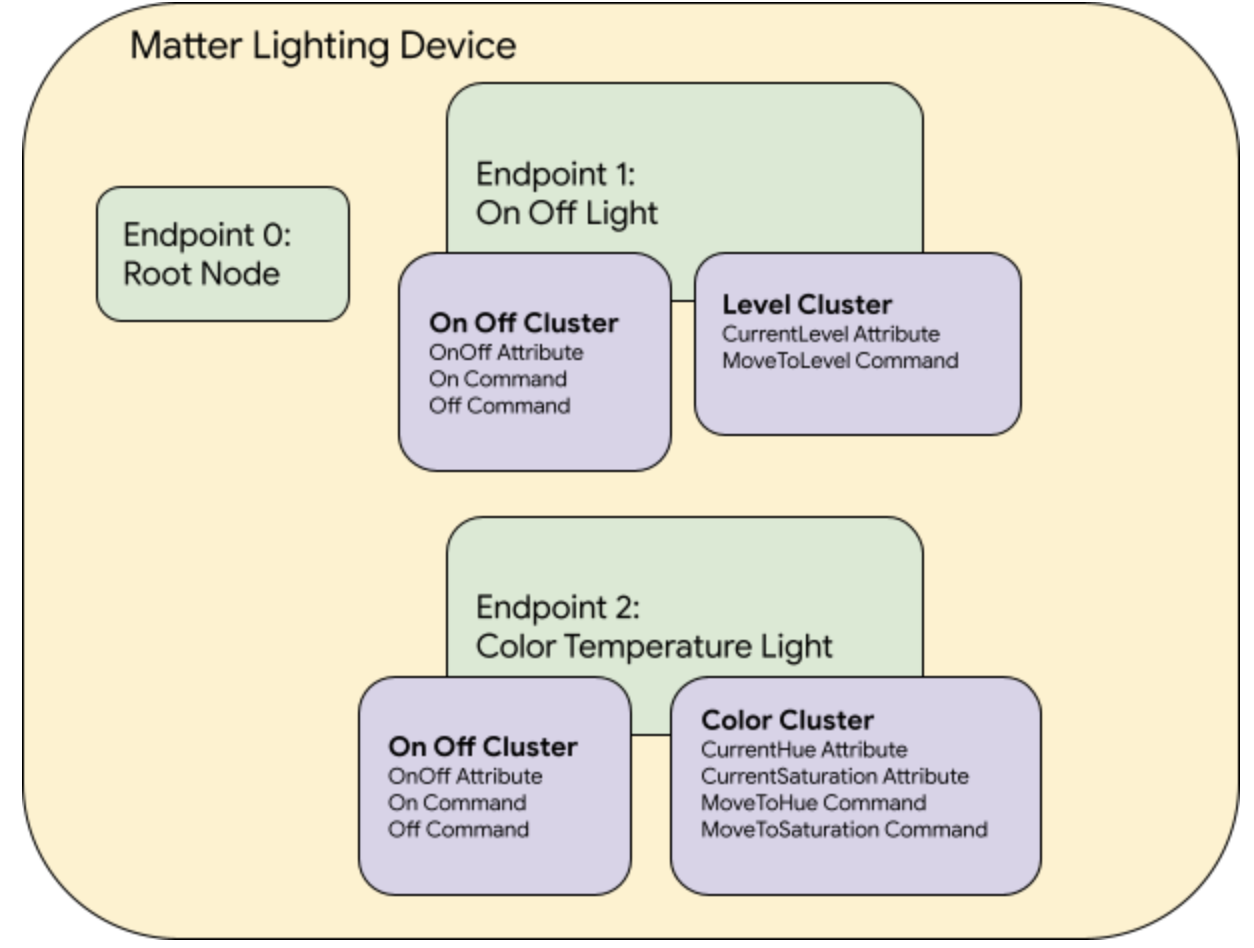 Matter Lighting Device
Endpoint 0:
Root Node
Endpoint 1:
On Off Light
On Off Cluster
OnOff Attribute
On Command
Off Command
Level Cluster
CurrentLevel Attribute
MoveToLevel Command
Endpoint 2:
Color Temperature Light
On Off Cluster
OnOff Attribute
On Command
Off Command
Color Cluster
CurrentHue Attribute
CurrentSaturation Attribute
MoveToHue Command
MoveToSaturation Command